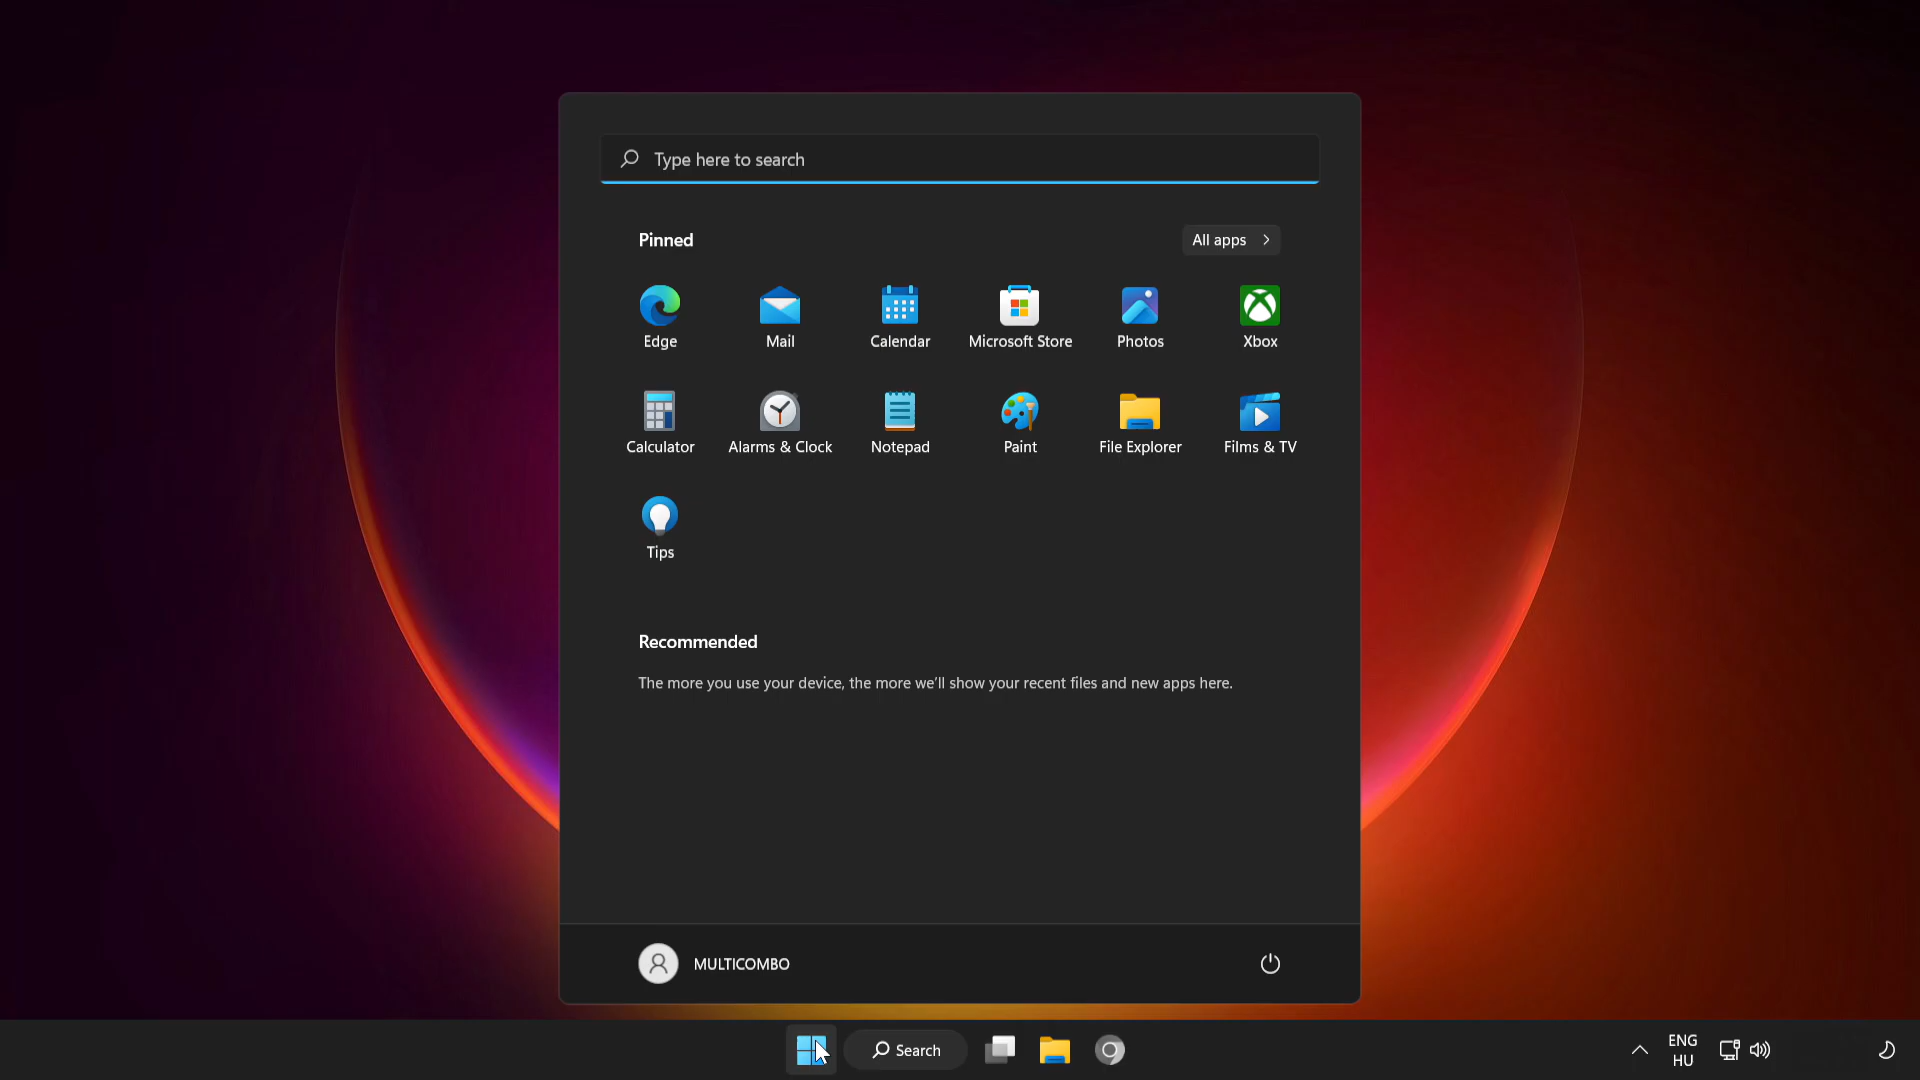 Type here to search
Pinned
All apps
Edge
Mail
Calendar
Microsoft Store
Photos
Xbox
Calculator
Alarms & Clock
Notepad
Paint
File Explorer
Films & TV
Tips
Recommended
The more you use your device, the more we’ll show your recent files and new apps here.
MULTICOMBO
Search
ENG
HU